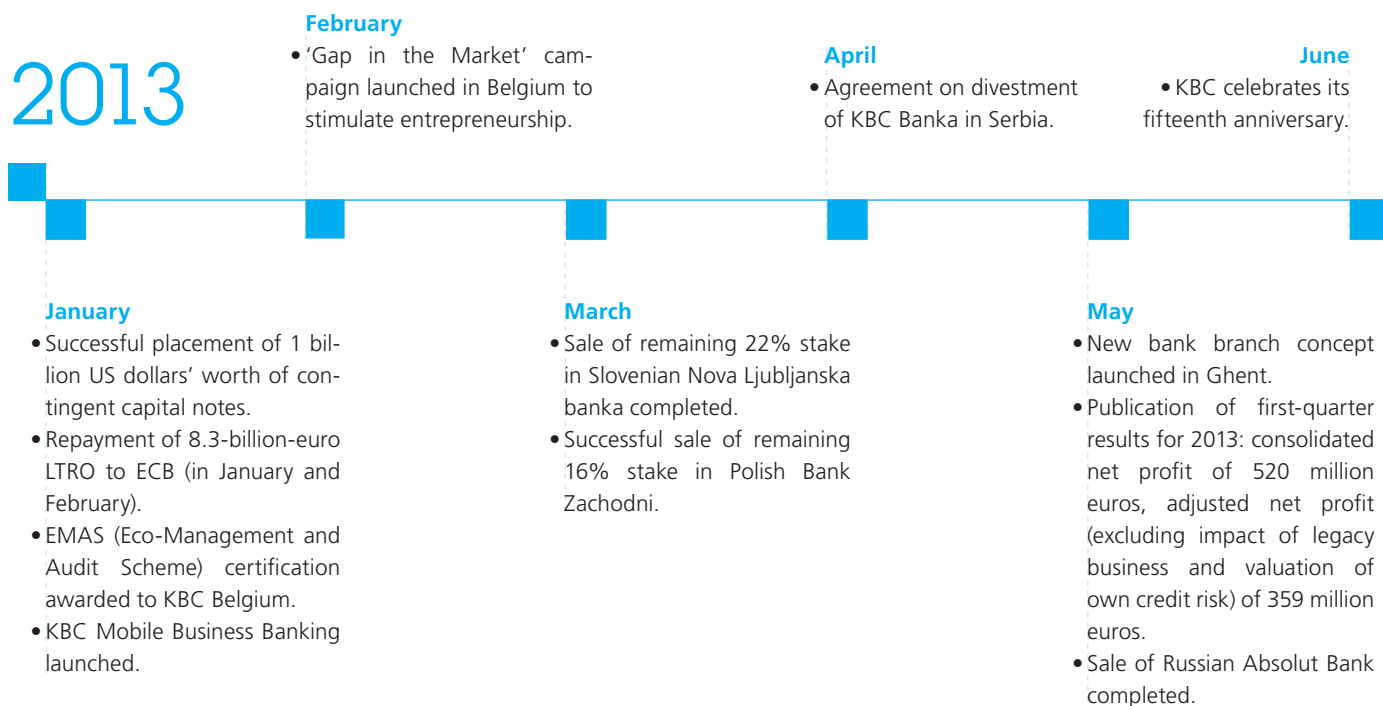 2013
January
• Successful placement of 1 bil-
lion US dollars’ worth of con-
tingent capital notes.
• Repayment of 8.3-billion-euro
LTRO to ECB (in January and
February).
• EMAS (Eco-Management and
Audit Scheme) certification
awarded to KBC Belgium.
• KBC Mobile Business Banking
launched.
February
• ‘Gap in the Market’ cam-
paign launched in Belgium to
stimulate entrepreneurship.
March
• Sale of remaining 22% stake
in Slovenian Nova Ljubljanska
banka completed.
• Successful sale of remaining
16% stake in Polish Bank
Zachodni.
April
• Agreement on divestment
of KBC Banka in Serbia.
May
• New bank branch concept
launched in Ghent.
• Publication of first-quarter
results for 2013: consolidated
net profit of 520 million
euros, adjusted net profit
(excluding impact of legacy
business and valuation of
own credit risk) of 359 million
euros.
• Sale of Russian Absolut Bank
completed.
June
• KBC celebrates its
fifteenth anniversary.